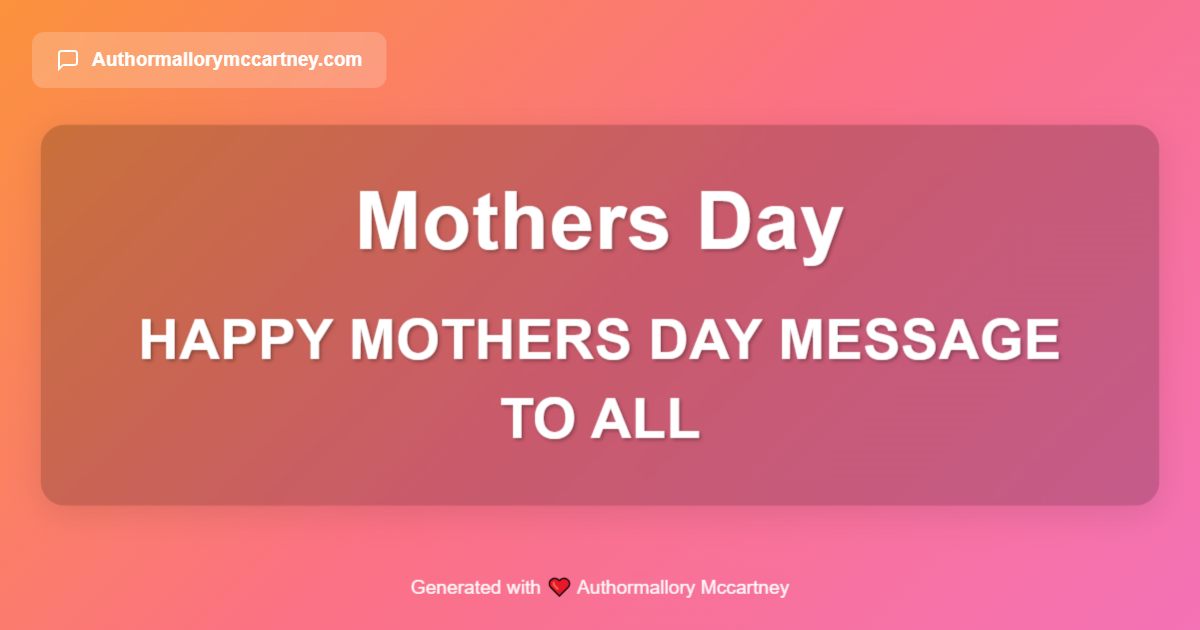 Authormallorymccartney.com
Mothers Day
HAPPY MOTHERS DAY MESSAGE
TO ALL
Generated with ❤️ Authormallory Mccartney